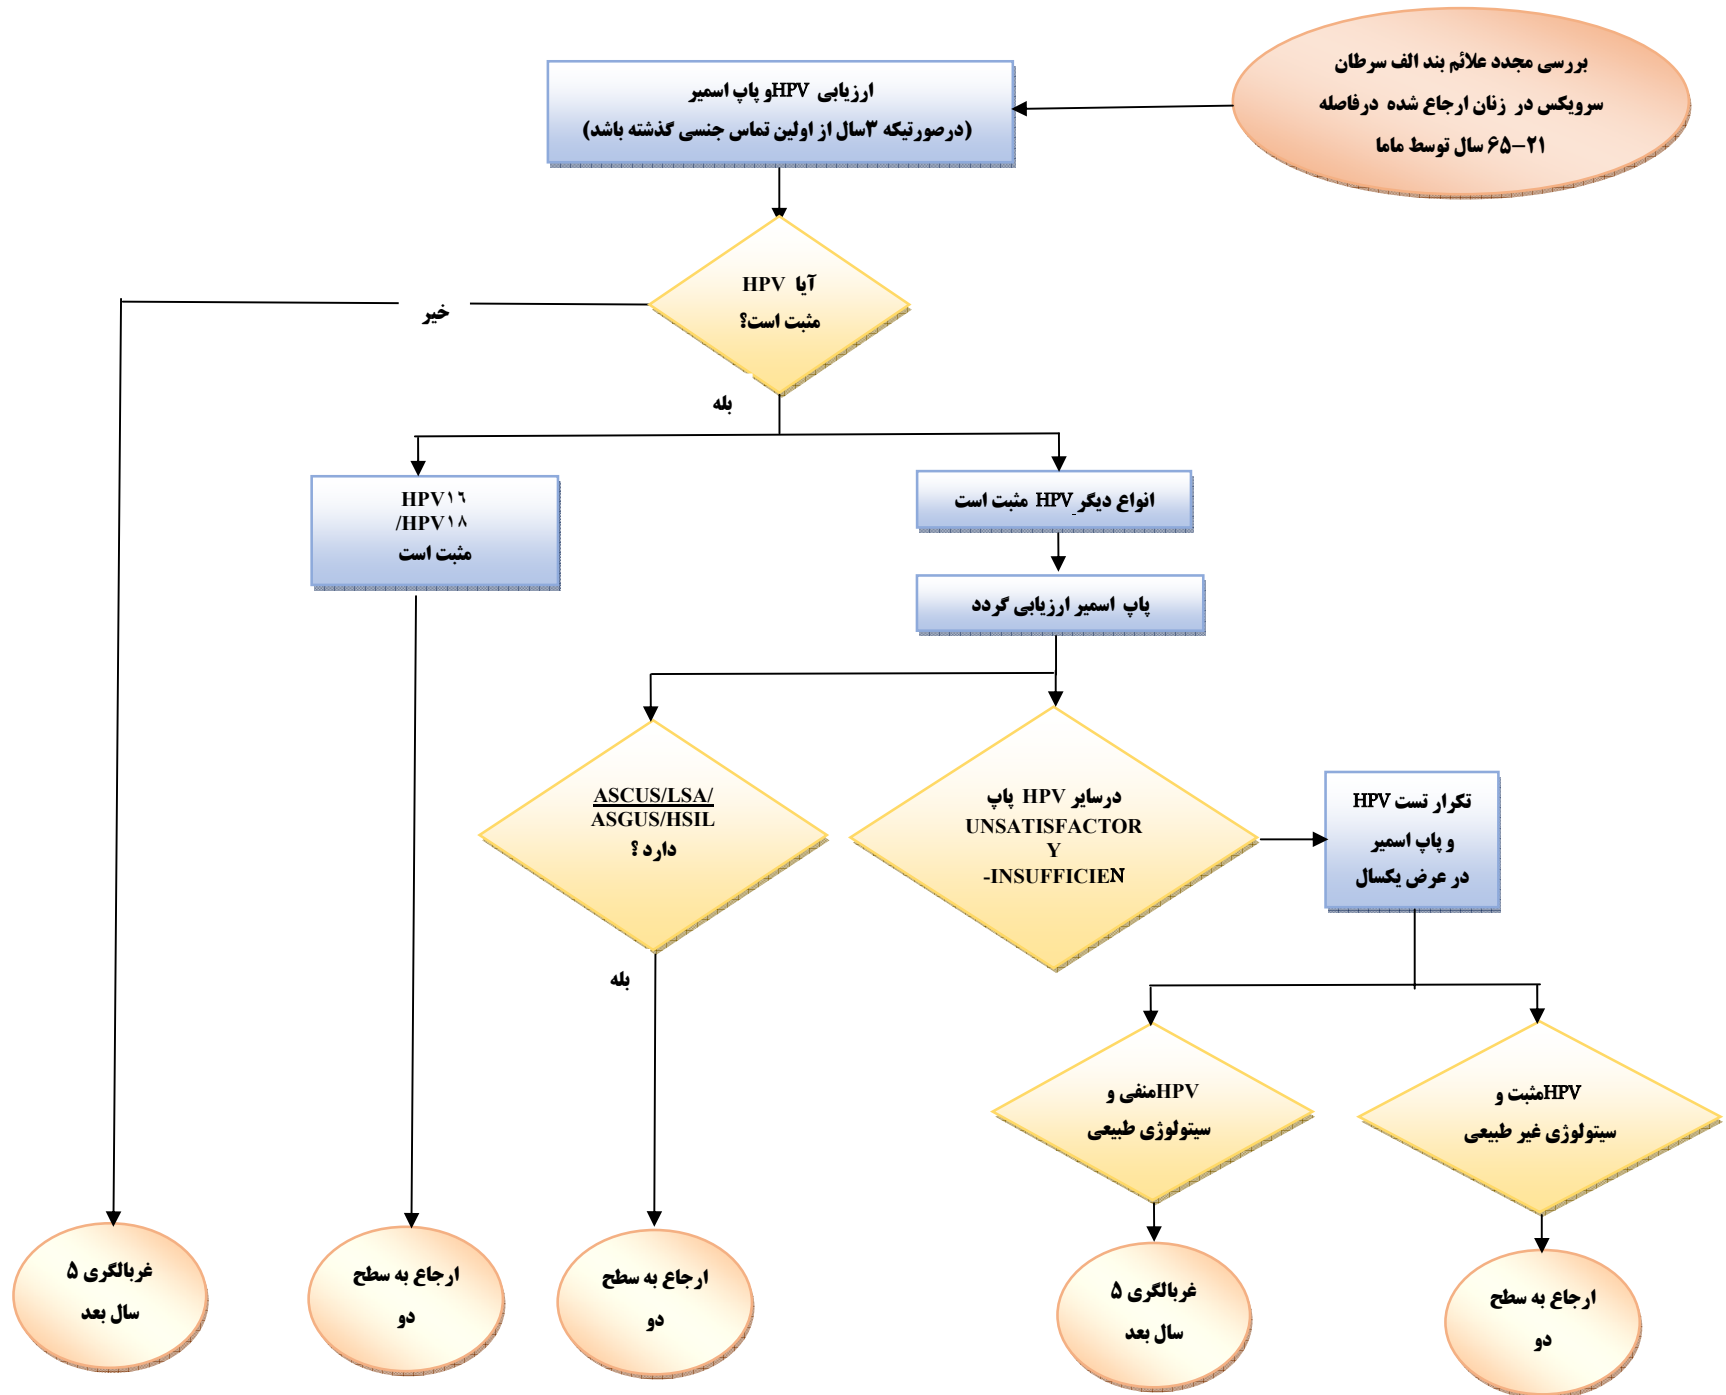 بررسی مجدد علائم بند الف سرطان
سرویکس در زنان ارجاع شده درفاصله
۲۱–۶۵ سال توسط ماما
ارزیابی HPVو پاپ اسمیر
(درصورتیکه ۳سال از اولین تماس جنسی گذشته باشد)
آیا HPV
مثبت است؟
خیر
بله
HPV١٦
/HPV١٨
مثبت است
انواع دیگر HPV مثبت است
پاپ اسمیر ارزیابی گردد
ASCUS/LSA/
ASGUS/HSIL
دارد ؟
درسایر HPV پاپ
UNSATISFACTOR
Y
-INSUFFICIEN
تکرار تست HPV
و پاپ اسمیر
در عرض یکسال
بله
HPVمنفی و
سیتولوژی طبیعی
HPVمثبت و
سیتولوژی غیر طبیعی
غربالگری ۵
سال بعد
ارجاع به سطح
دو
ارجاع به سطح
دو
غربالگری ۵
سال بعد
ارجاع به سطح
دو